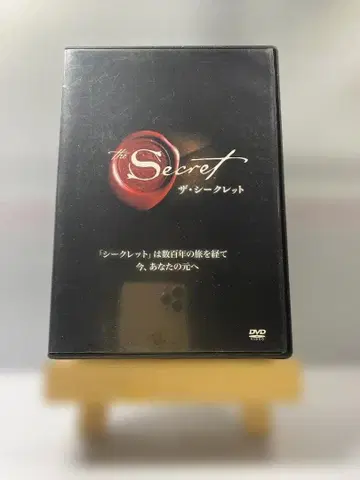 the Secret
ザ・シークレット
「シークレット」は数百年の旅を経て
今、あなたの元へ
DVD
VIDEO